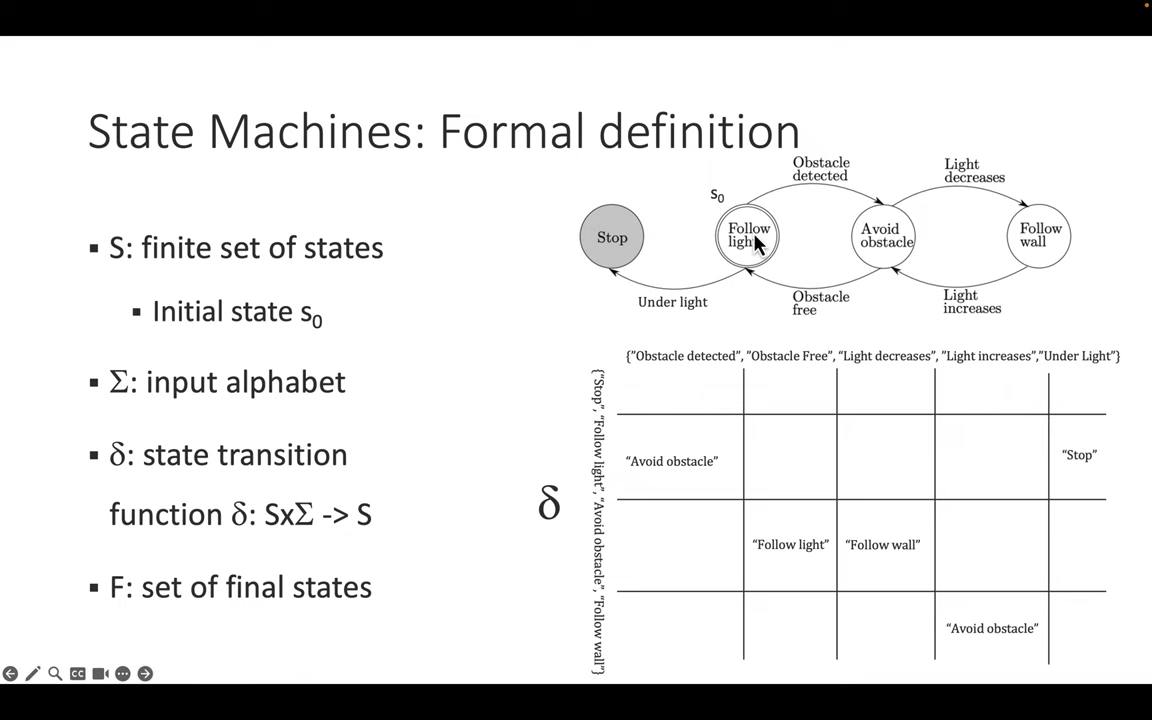 State Machines: Formal definition
▪ S: finite set of states
▪ Initial state s₀
▪ Σ: input alphabet
▪ δ: state transition
function δ: SxΣ -> S
▪ F: set of final states
Obstacle
detected
Light
decreases
s₀
Stop
Follow
light
Avoid
obstacle
Follow
wall
Under light
Obstacle
free
Light
increases
{"Obstacle detected", "Obstacle Free", "Light decreases", "Light increases","Under Light"}
{"Stop", "Follow light", "Avoid obstacle", "Follow wall"}
δ
"Avoid obstacle"
"Stop"
"Follow light"
"Follow wall"
"Avoid obstacle"
CC